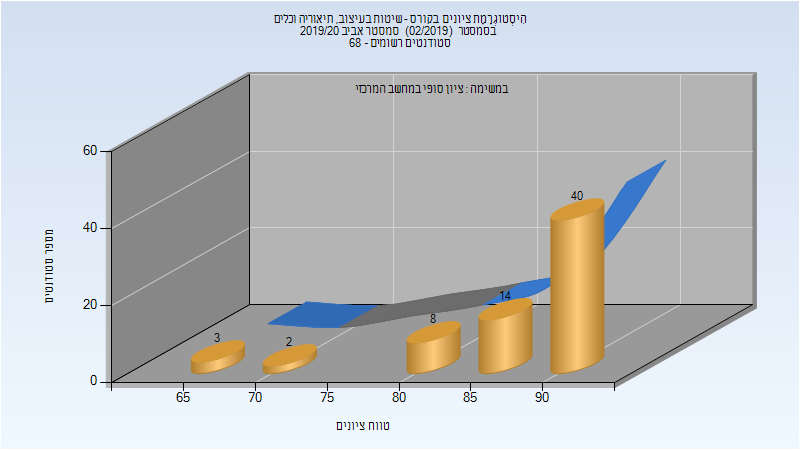 היסטוגרמת ציונים בקורס - שיטות בעיצוב, תיאוריה וכלים
בסמסטר (02/2019) סמסטר אביב 2019/20
סטודנטים רשומים - 68
במשימה : ציון סופי במחשב המרכזי
60
40
20
0
מספר סטודנטים
3
2
8
14
40
65
70
75
80
85
90
טווח ציונים